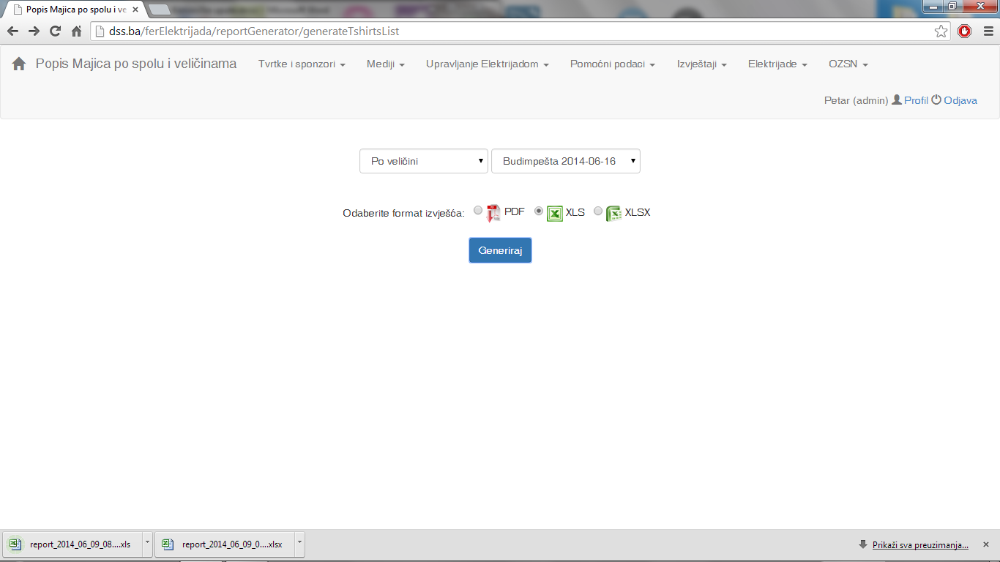 Popis Majica po spolu i ve
dss.ba/ferElektrijada/reportGenerator/generateTshirtsList
Popis Majica po spolu i veličinama Tvrtke i sponzori Mediji Upravljanje Elektrijadom Pomoćni podaci Izvještaji Elektrijade OZSN
Petar (admin) Profil Odjava
Po veličini Budimpešta 2014-06-16
Odaberite format izvješća: PDF XLS XLSX
Generiraj
report_2014_06_09_08....xls report_2014_06_09_0....xlsx Prikaži sva preuzimanja...